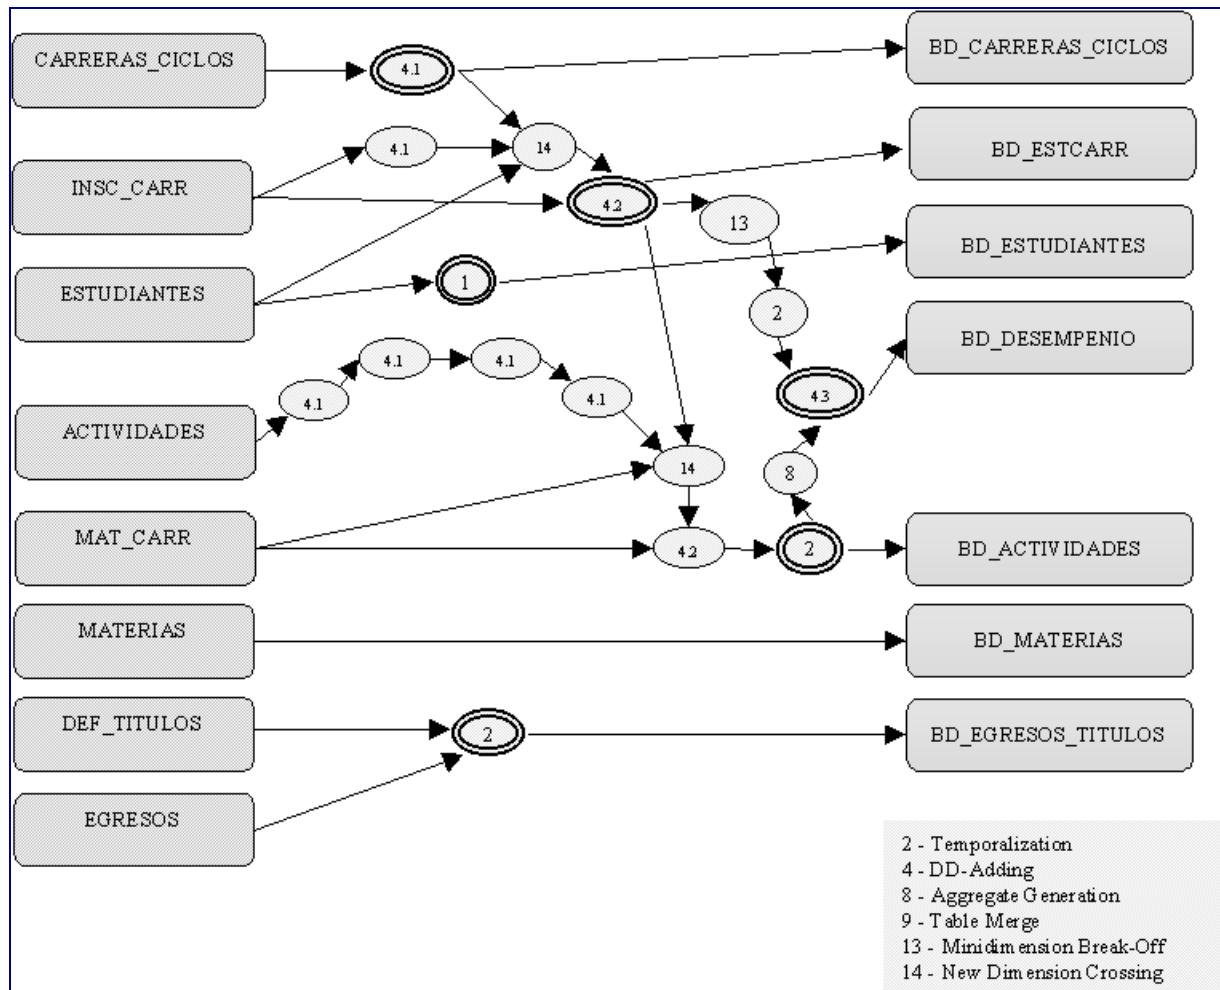 CARRERAS_CICLOS
4.1
BD_CARRERAS_CICLOS
INSC_CARR
4.1
14
BD_ESTCARR
4.2
13
ESTUDIANTES
1
BD_ESTUDIANTES
2
BD_DESEMPENIO
ACTIVIDADES
4.1
4.1
4.1
4.1
4.3
14
8
MAT_CARR
4.2
2
BD_ACTIVIDADES
MATERIAS
BD_MATERIAS
DEF_TITULOS
2
BD_EGRESOS_TITULOS
EGRESOS
2 - Temporalization
4 - DD-Adding
8 - Aggregate Generation
9 - Table Merge
13 - Minidimension Break-Off
14 - New Dimension Crossing